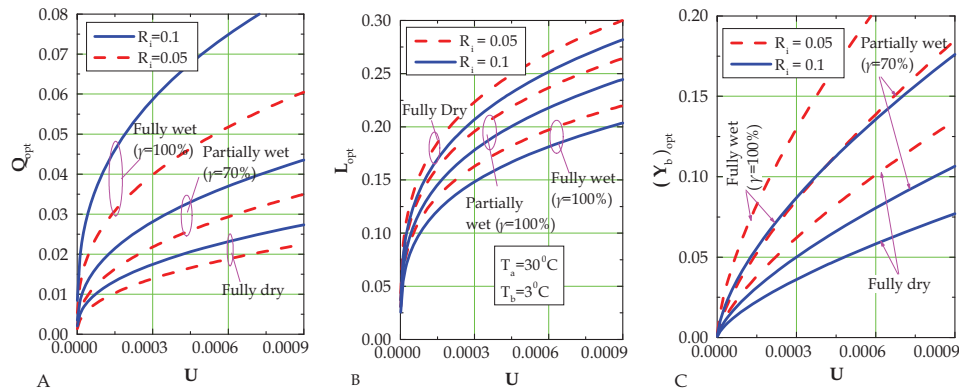 0.08
0.07
0.06
0.05
0.04
0.03
0.02
0.01
0.00
Q_opt
R_i=0.1
R_i=0.05
Fully wet
(γ=100%)
Partially wet
(γ=70%)
Fully dry
0.0000 0.0003 0.0006 0.0009
U
A
0.30
0.25
0.20
0.15
0.10
0.05
0.00
L_opt
R_i = 0.05
R_i = 0.1
Fully Dry
Fully wet
(γ=100%)
Partially
wet (γ=100%)
T_a=30⁰C
T_b=3⁰C
0.0000 0.0003 0.0006 0.0009
U
B
0.20
0.15
0.10
0.05
0.00
(Y_b)_opt
R_i = 0.05
R_i = 0.1
Partially wet
(γ=70%)
Fully wet
(γ=100%)
Fully dry
0.0000 0.0003 0.0006 0.0009
U
C